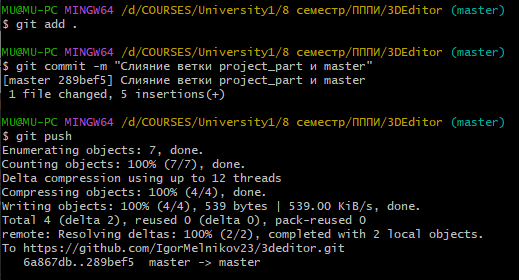 MU@MU-PC MINGW64 /d/COURSES/University1/8 семестр/ПППИ/3DEditor (master)
$ git add .
MU@MU-PC MINGW64 /d/COURSES/University1/8 семестр/ПППИ/3DEditor (master)
$ git commit -m "Слияние ветки project_part и master"
[master 289bef5] Слияние ветки project_part и master
1 file changed, 5 insertions(+)
MU@MU-PC MINGW64 /d/COURSES/University1/8 семестр/ПППИ/3DEditor (master)
$ git push
Enumerating objects: 7, done.
Counting objects: 100% (7/7), done.
Delta compression using up to 12 threads
Compressing objects: 100% (4/4), done.
Writing objects: 100% (4/4), 539 bytes | 539.00 KiB/s, done.
Total 4 (delta 2), reused 0 (delta 0), pack-reused 0
remote: Resolving deltas: 100% (2/2), completed with 2 local objects.
To https://github.com/IgorMelnikov23/3deditor.git
6a867db..289bef5  master -> master